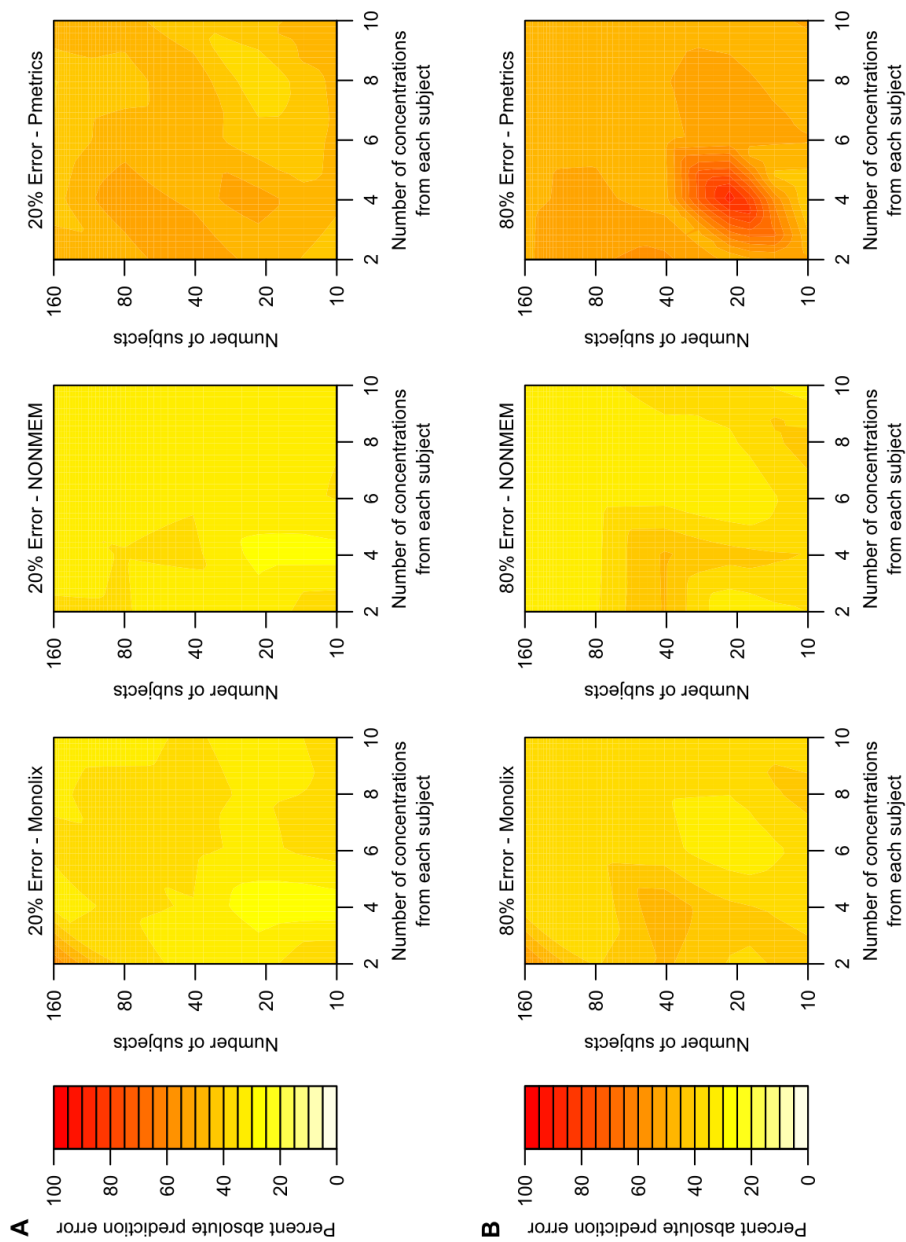 A
Percent absolute prediction error
0 20 40 60 80 100
20% Error - Monolix
Number of subjects
160
80
40
20
10
2 4 6 8 10
Number of concentrations
from each subject
20% Error - NONMEM
Number of subjects
160
80
40
20
10
2 4 6 8 10
Number of concentrations
from each subject
20% Error - Pmetrics
Number of subjects
160
80
40
20
10
2 4 6 8 10
Number of concentrations
from each subject
B
Percent absolute prediction error
0 20 40 60 80 100
80% Error - Monolix
Number of subjects
160
80
40
20
10
2 4 6 8 10
Number of concentrations
from each subject
80% Error - NONMEM
Number of subjects
160
80
40
20
10
2 4 6 8 10
Number of concentrations
from each subject
80% Error - Pmetrics
Number of subjects
160
80
40
20
10
2 4 6 8 10
Number of concentrations
from each subject